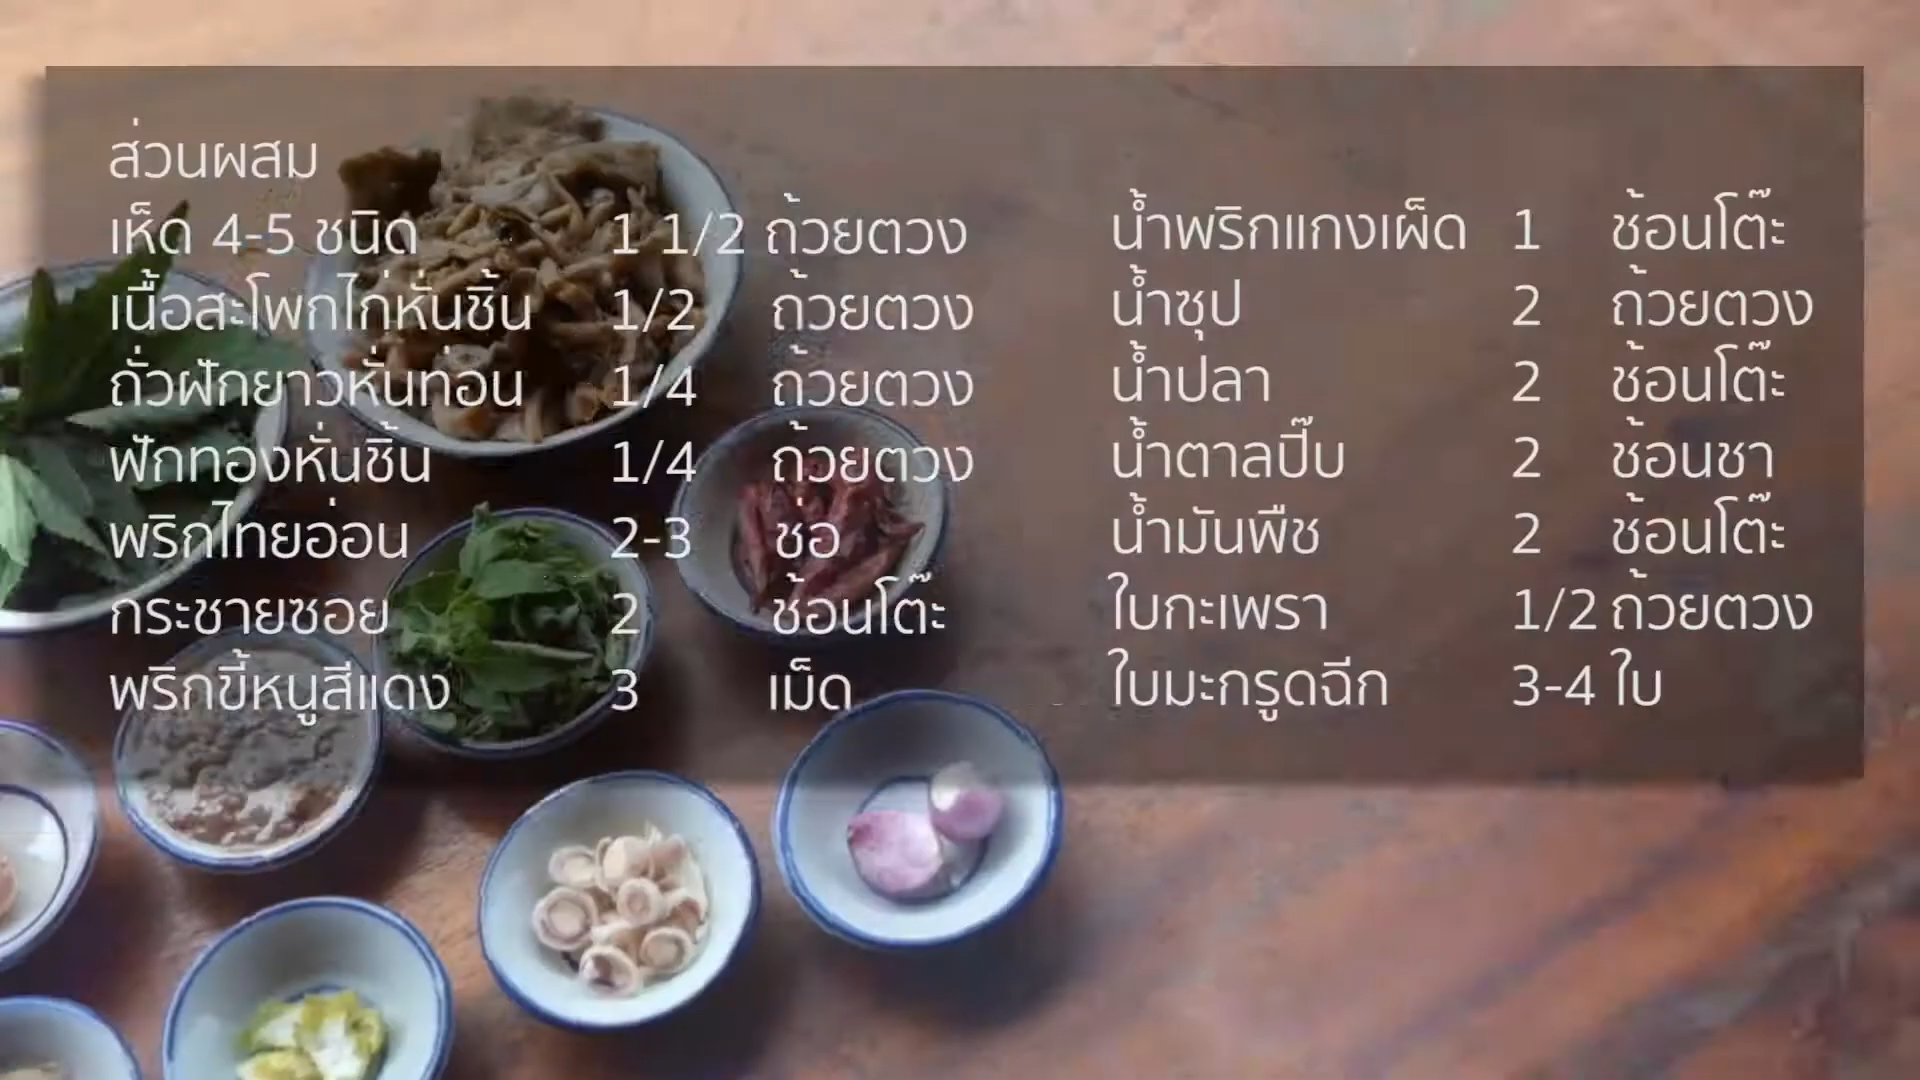 ส่วนผสม
เห็ด 4-5 ชนิด 1 1/2 ถ้วยตวง
เนื้อสะโพกไก่หั่นชิ้น 1/2 ถ้วยตวง
ถั่วฝักยาวหั่นท่อน 1/4 ถ้วยตวง
ฟักทองหั่นชิ้น 1/4 ถ้วยตวง
พริกไทยอ่อน 2-3 ช่อ
กระชายซอย 2 ช้อนโต๊ะ
พริกขี้หนูสีแดง 3 เม็ด
น้ำพริกแกงเผ็ด 1 ช้อนโต๊ะ
น้ำซุป 2 ถ้วยตวง
น้ำปลา 2 ช้อนโต๊ะ
น้ำตาลปี๊บ 2 ช้อนชา
น้ำมันพืช 2 ช้อนโต๊ะ
ใบกะเพรา 1/2 ถ้วยตวง
ใบมะกรูดฉีก 3-4 ใบ